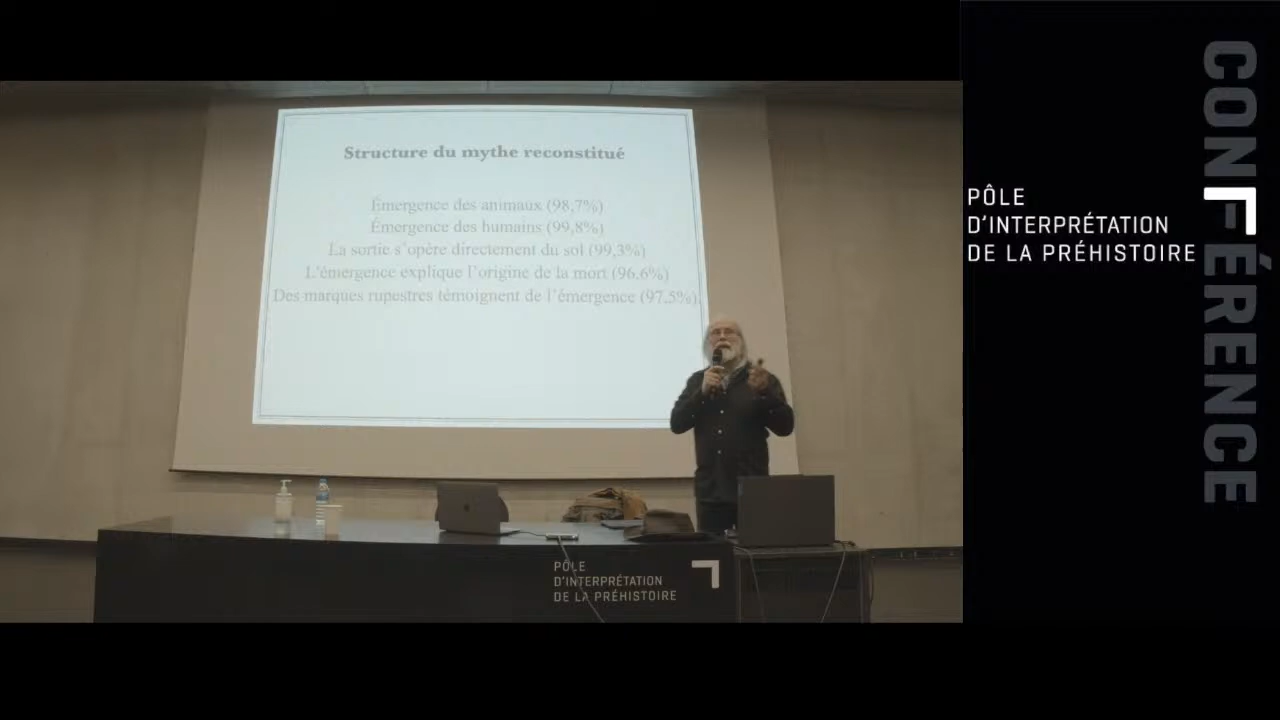 Structure du mythe reconstitué
Émergence des animaux (98,7%)
Émergence des humains (99,8%)
La sortie s'opère directement du sol (99,3%)
L'émergence explique l'origine de la mort (96,6%)
Des marques rupestres témoignent de l'émergence (97,5%).
PÔLE
D'INTERPRÉTATION
DE LA PRÉHISTOIRE
PÔLE
D'INTERPRÉTATION
DE LA PRÉHISTOIRE
CONFÉRENCE